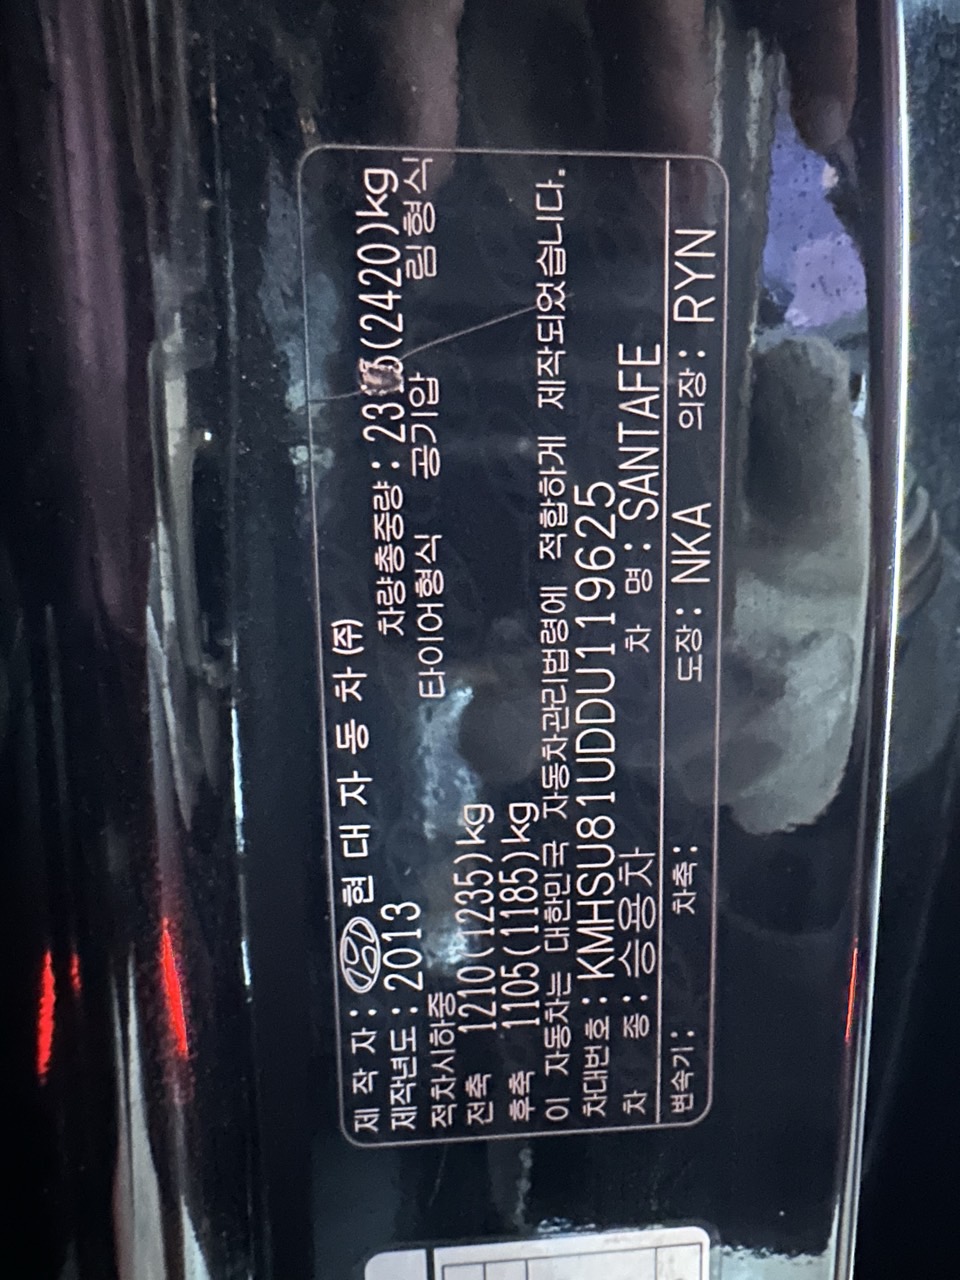 제 작 자 : 현 대 자 동 차 (주)
제작년도 : 2013 차량총중량 : (2420)kg
적차시하중 타이어형식 공기압 림형식
전축 1210(1235)kg
후축 1105(1185)kg
이 자동차는 대한민국 자동차관리법령에 적합하게 제작되었습니다.
차대번호 : KMHSU81UDDU119625
차 종 : 승용차 차 명 : SANTAFE
변속기 : 차축 : 도장 : NKA 의장 : RYN